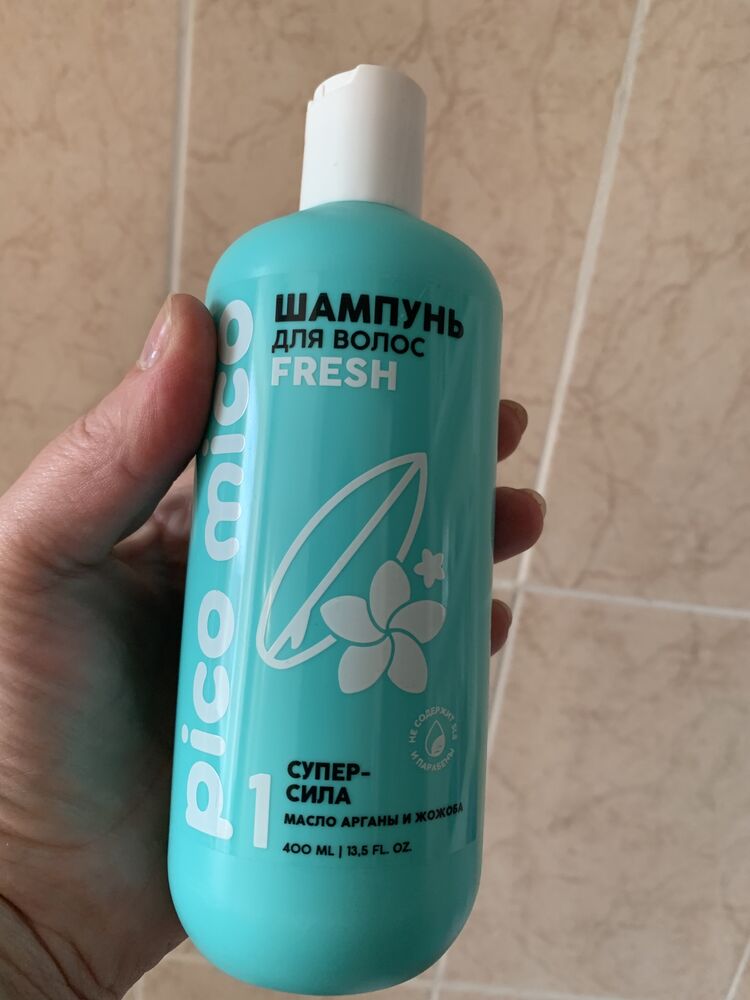 pico mico
ШАМПУНЬ
ДЛЯ ВОЛОС
FRESH
НЕ СОДЕРЖИТ SLS
И ПАРАБЕНЫ
1
СУПЕР-
СИЛА
МАСЛО АРГАНЫ И ЖОЖОБА
400 ML | 13,5 FL. OZ.